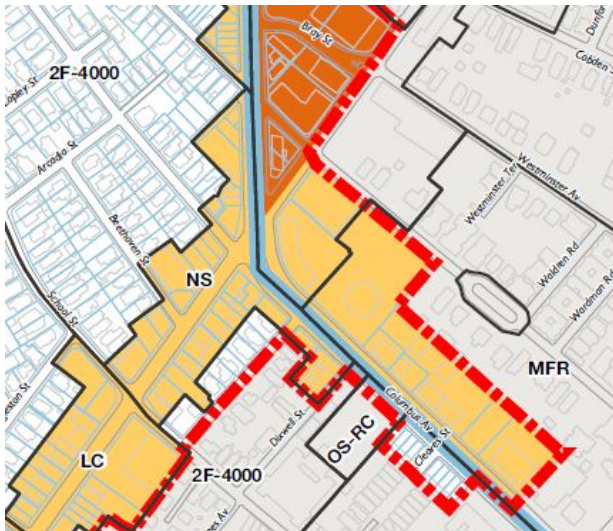 Bray St
Cobden
2F-4000
Copley St
Arcadia St
Westminster Av
Westminster Ter
Beethoven St
Waldren Rd
Wardman Rd
NS
School St
MFR
Columbus Av
OS-RC
Cleaves St
Dixwell St
LC
2F-4000